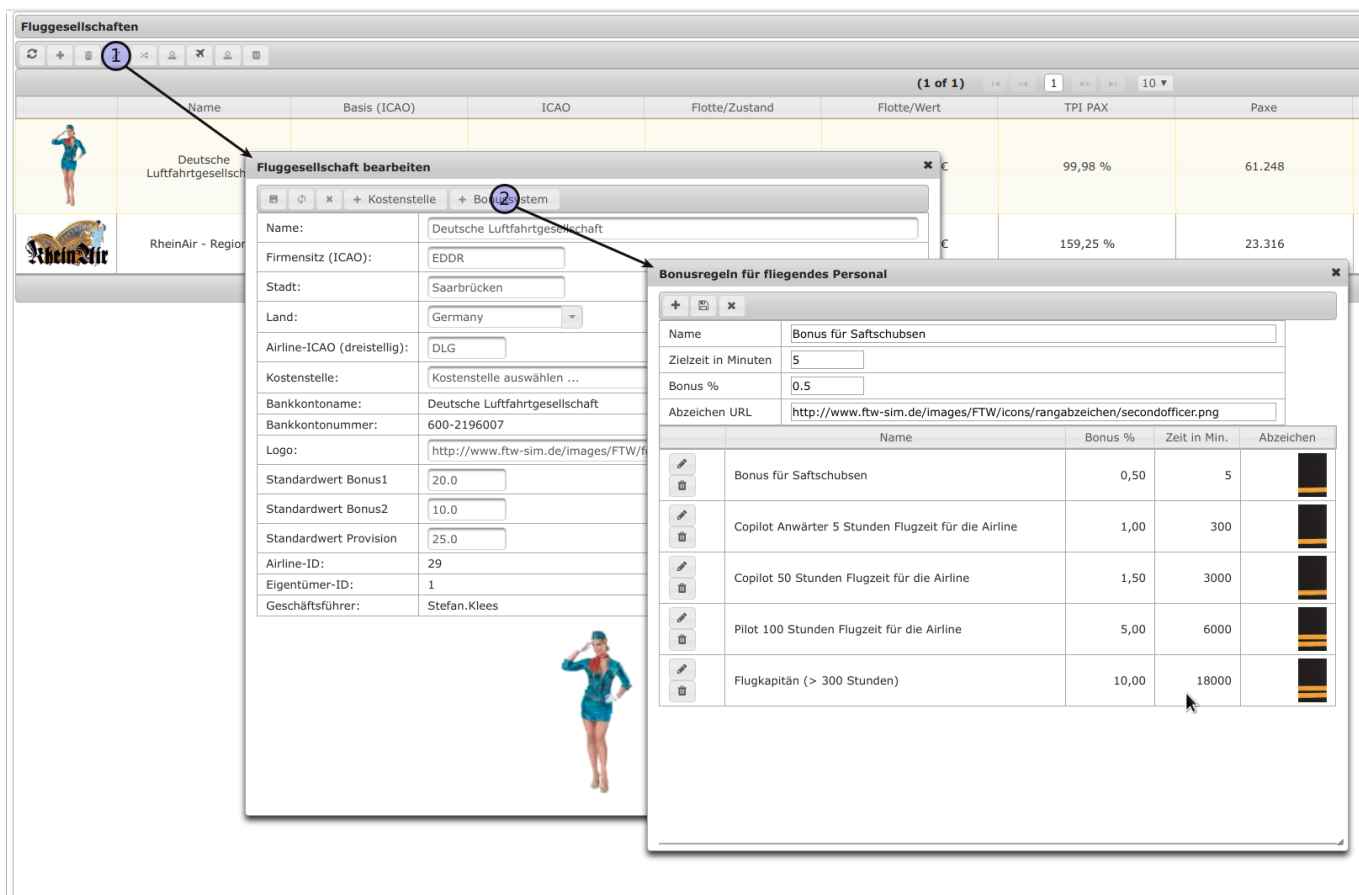 Fluggesellschaften
1
(1 of 1) 1 10
Name Basis (ICAO) ICAO Flotte/Zustand Flotte/Wert TPI PAX Paxe
Deutsche
Luftfahrtgesellsch
€ 99,98 % 61.248
RheinAir
RheinAir - Region
€ 159,25 % 23.316
Fluggesellschaft bearbeiten
+ Kostenstelle + Bonussystem
2
Name: Deutsche Luftfahrtgesellschaft
Firmensitz (ICAO): EDDR
Stadt: Saarbrücken
Land: Germany
Airline-ICAO (dreistellig): DLG
Kostenstelle: Kostenstelle auswählen ...
Bankkontoname: Deutsche Luftfahrtgesellschaft
Bankkontonummer: 600-2196007
Logo: http://www.ftw-sim.de/images/FTW/f
Standardwert Bonus1 20.0
Standardwert Bonus2 10.0
Standardwert Provision 25.0
Airline-ID: 29
Eigentümer-ID: 1
Geschäftsführer: Stefan.Klees
Bonusregeln für fliegendes Personal
Name Bonus für Saftschubsen
Zielzeit in Minuten 5
Bonus % 0.5
Abzeichen URL http://www.ftw-sim.de/images/FTW/icons/rangabzeichen/secondofficer.png
Name Bonus % Zeit in Min. Abzeichen
Bonus für Saftschubsen 0,50 5
Copilot Anwärter 5 Stunden Flugzeit für die Airline 1,00 300
Copilot 50 Stunden Flugzeit für die Airline 1,50 3000
Pilot 100 Stunden Flugzeit für die Airline 5,00 6000
Flugkapitän (> 300 Stunden) 10,00 18000